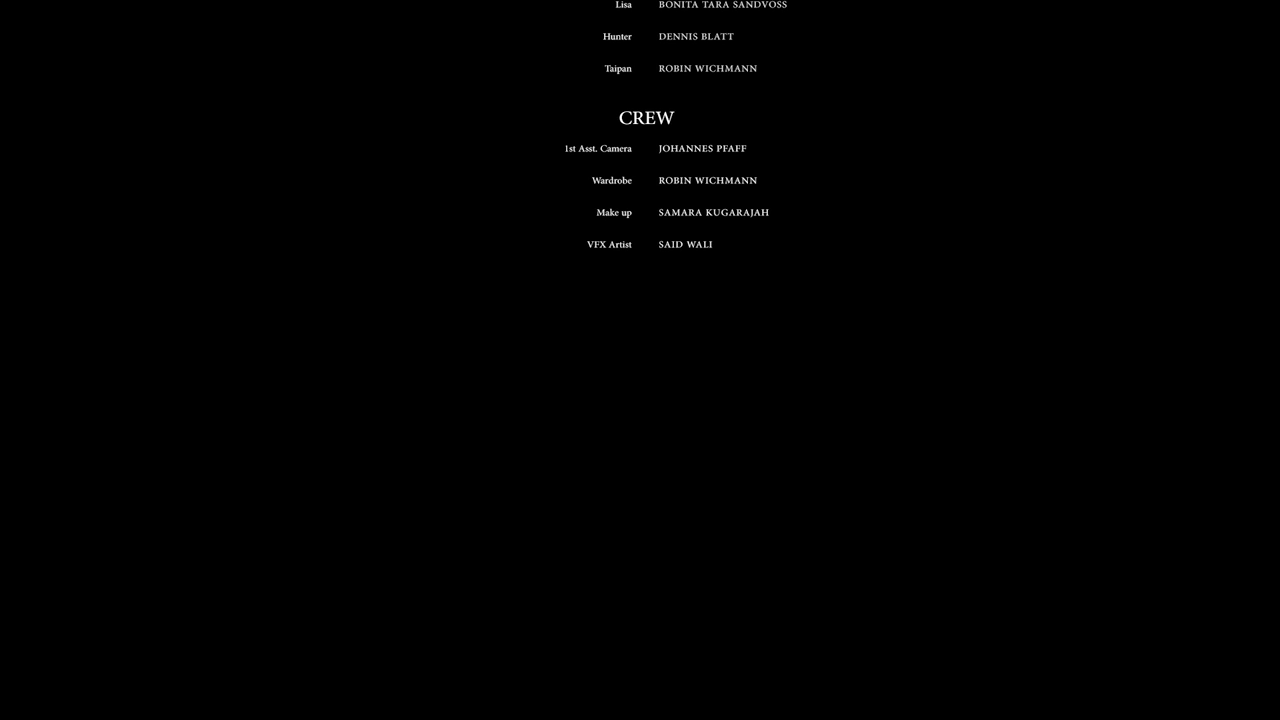 Lisa BONITA TARA SANDVOSS
Hunter DENNIS BLATT
Taipan ROBIN WICHMANN
CREW
1st Asst. Camera JOHANNES PFAFF
Wardrobe ROBIN WICHMANN
Make up SAMARA KUGARAJAH
VFX Artist SAID WALI